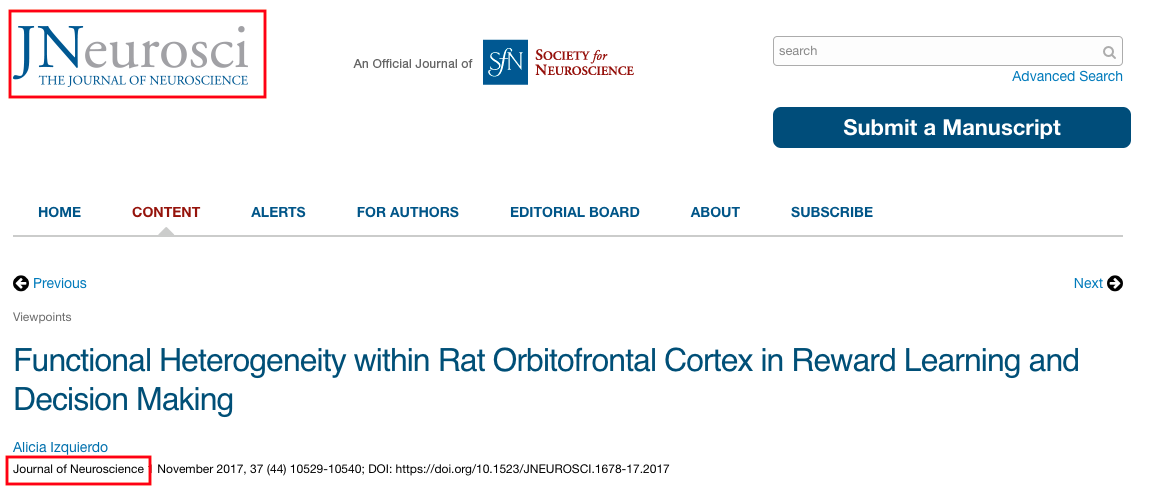 JNeurosci
THE JOURNAL OF NEUROSCIENCE
An Official Journal of
SfN
SOCIETY for
NEUROSCIENCE
search
Advanced Search
Submit a Manuscript
HOME CONTENT ALERTS FOR AUTHORS EDITORIAL BOARD ABOUT SUBSCRIBE
Previous
Next
Viewpoints
Functional Heterogeneity within Rat Orbitofrontal Cortex in Reward Learning and
Decision Making
Alicia Izquierdo
Journal of Neuroscience November 2017, 37 (44) 10529-10540; DOI: https://doi.org/10.1523/JNEUROSCI.1678-17.2017